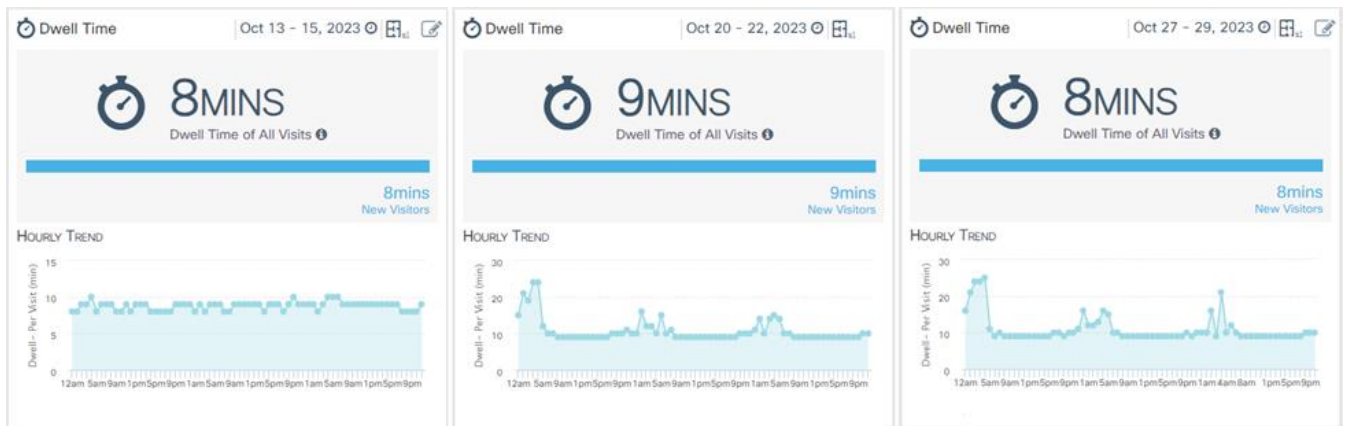 Dwell Time
Oct 13 - 15, 2023
8MINS
Dwell Time of All Visits
8mins
New Visitors
HOURLY TREND
Dwell - Per Visit (min)
15
10
5
0
12am 5am 9am 1pm 5pm 9pm 1am 5am 9am 1pm 5pm 9pm 1am 5am 9am 1pm 5pm 9pm
Dwell Time
Oct 20 - 22, 2023
9MINS
Dwell Time of All Visits
9mins
New Visitors
HOURLY TREND
Dwell - Per Visit (min)
30
20
10
0
12am 5am 9am 1pm 5pm 9pm 1am 5am 9am 1pm 5pm 9pm 1am 5am 9am 1pm 5pm 9pm
Dwell Time
Oct 27 - 29, 2023
8MINS
Dwell Time of All Visits
8mins
New Visitors
HOURLY TREND
Dwell - Per Visit (min)
30
20
10
0
12am 5am 9am 1pm 5pm 9pm 1am 5am 9am 1pm 5pm 9pm 1am 4am 8am 1pm 5pm 9pm